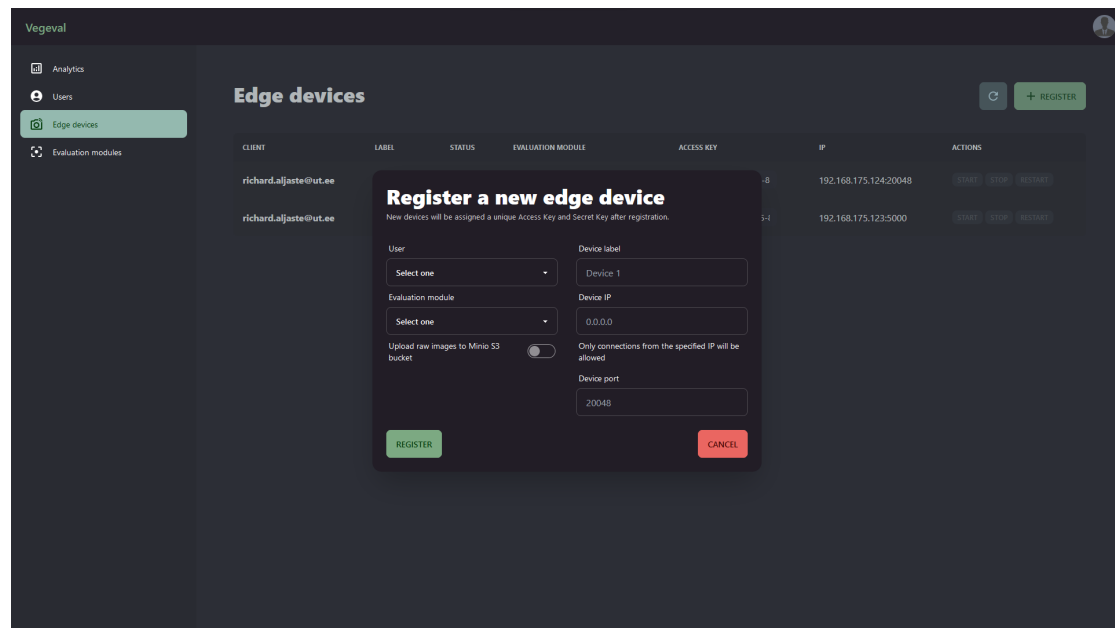 Vegeval
Analytics
Users
Edge devices
Evaluation modules
Edge devices
+ REGISTER
CLIENT LABEL STATUS EVALUATION MODULE ACCESS KEY IP ACTIONS
richard.aljaste@ut.ee -8 192.168.175.124:20048 START STOP RESTART
richard.aljaste@ut.ee 192.168.175.123:5000 START STOP RESTART
Register a new edge device
New devices will be assigned a unique Access Key and Secret Key after registration.
User Device label
Select one Device 1
Evaluation module Device IP
Select one 0.0.0.0
Upload raw images to Minio S3 Only connections from the specified IP will be
bucket allowed
Device port
20048
REGISTER CANCEL